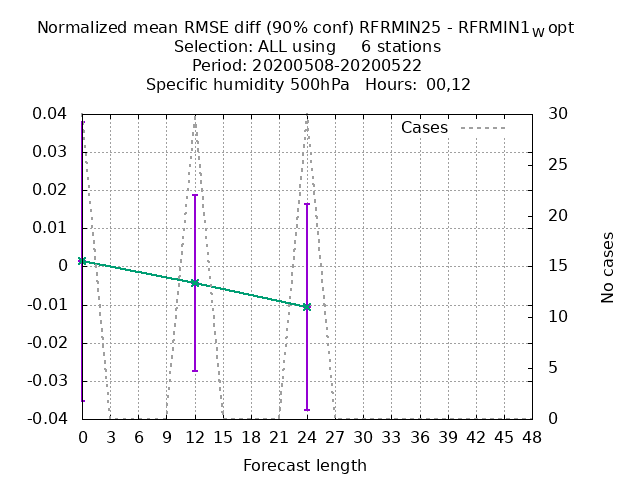 Normalized mean RMSE diff (90% conf) RFRMIN25 - RFRMIN1wopt
Selection: ALL using 6 stations
Period: 20200508-20200522
Specific humidity 500hPa Hours: 00,12
Cases
0.04
0.03
0.02
0.01
0
-0.01
-0.02
-0.03
-0.04
30
25
20
15
10
5
0
No cases
0 3 6 9 12 15 18 21 24 27 30 33 36 39 42 45 48
Forecast length